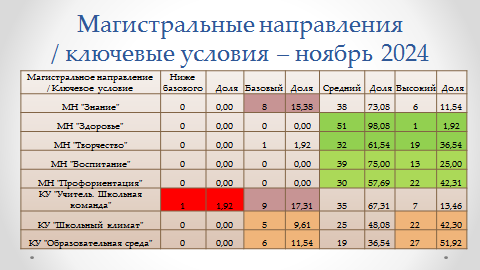 Магистральные направления
/ ключевые условия – ноябрь 2024
Магистральное направление / Ключевое условие Ниже базового Доля Базовый Доля Средний Доля Высокий Доля
МН "Знание" 0 0,00 8 15,38 38 73,08 6 11,54
МН "Здоровье" 0 0,00 0 0,00 51 98,08 1 1,92
МН "Творчество" 0 0,00 1 1,92 32 61,54 19 36,54
МН "Воспитание" 0 0,00 0 0,00 39 75,00 13 25,00
МН "Профориентация" 0 0,00 0 0,00 30 57,69 22 42,31
КУ "Учитель. Школьная команда" 1 1,92 9 17,31 35 67,31 7 13,46
КУ "Школьный климат" 0 0,00 5 9,61 25 48,08 22 42,30
КУ "Образовательная среда" 0 0,00 6 11,54 19 36,54 27 51,92